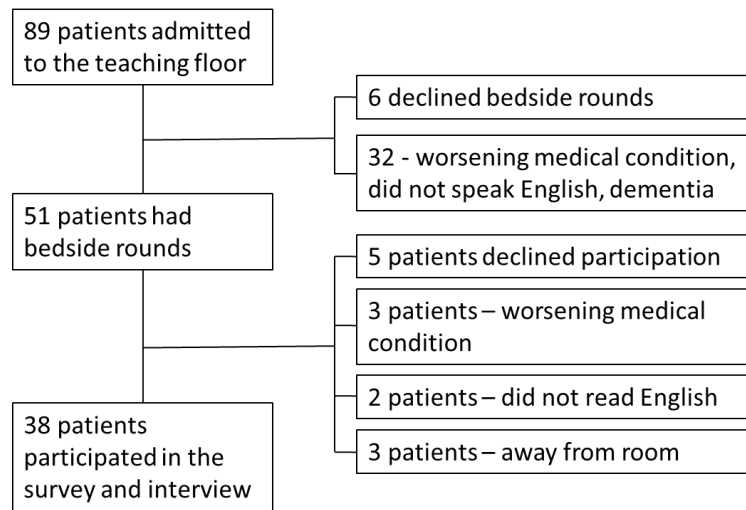 89 patients admitted
to the teaching floor
6 declined bedside rounds
32 - worsening medical condition,
did not speak English, dementia
51 patients had
bedside rounds
5 patients declined participation
3 patients – worsening medical
condition
2 patients – did not read English
3 patients – away from room
38 patients
participated in the
survey and interview